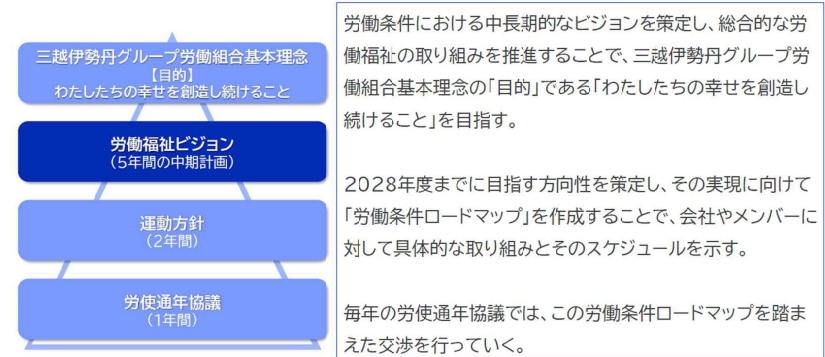 三越伊勢丹グループ労働組合基本理念
【目的】
わたしたちの幸せを創造し続けること
労働福祉ビジョン
（5年間の中期計画）
運動方針
（2年間）
労使通年協議
（1年間）
労働条件における中長期的なビジョンを策定し、総合的な労
働福祉の取り組みを推進することで、三越伊勢丹グループ労
働組合基本理念の「目的」である「わたしたちの幸せを創造し
続けること」を目指す。
2028年度までに目指す方向性を策定し、その実現に向けて
「労働条件ロードマップ」を作成することで、会社やメンバーに
対して具体的な取り組みとそのスケジュールを示す。
毎年の労使通年協議では、この労働条件ロードマップを踏ま
えた交渉を行っていく。